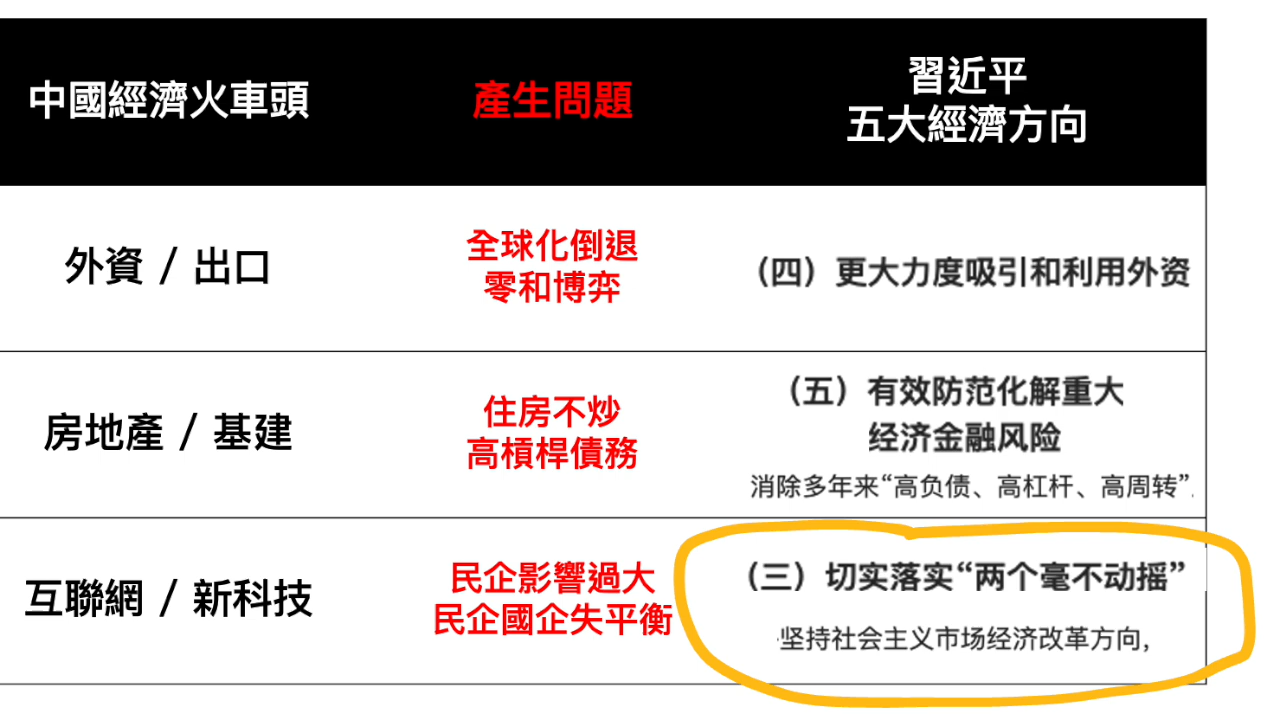 中國經濟火車頭
產生問題
習近平
五大經濟方向
外資 / 出口
全球化倒退
零和博弈
（四）更大力度吸引和利用外资
房地產 / 基建
住房不炒
高槓桿債務
（五）有效防范化解重大
经济金融风险
消除多年来“高负债、高杠杆、高周转”
互聯網 / 新科技
民企影響過大
民企國企失平衡
（三）切实落实“两个毫不动摇”
坚持社会主义市场经济改革方向,